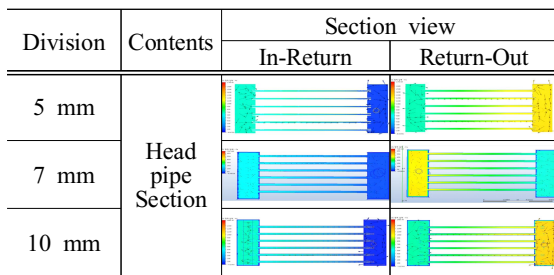 Division Contents Section view
In-Return Return-Out
5 mm
7 mm
10 mm
Head
pipe
Section